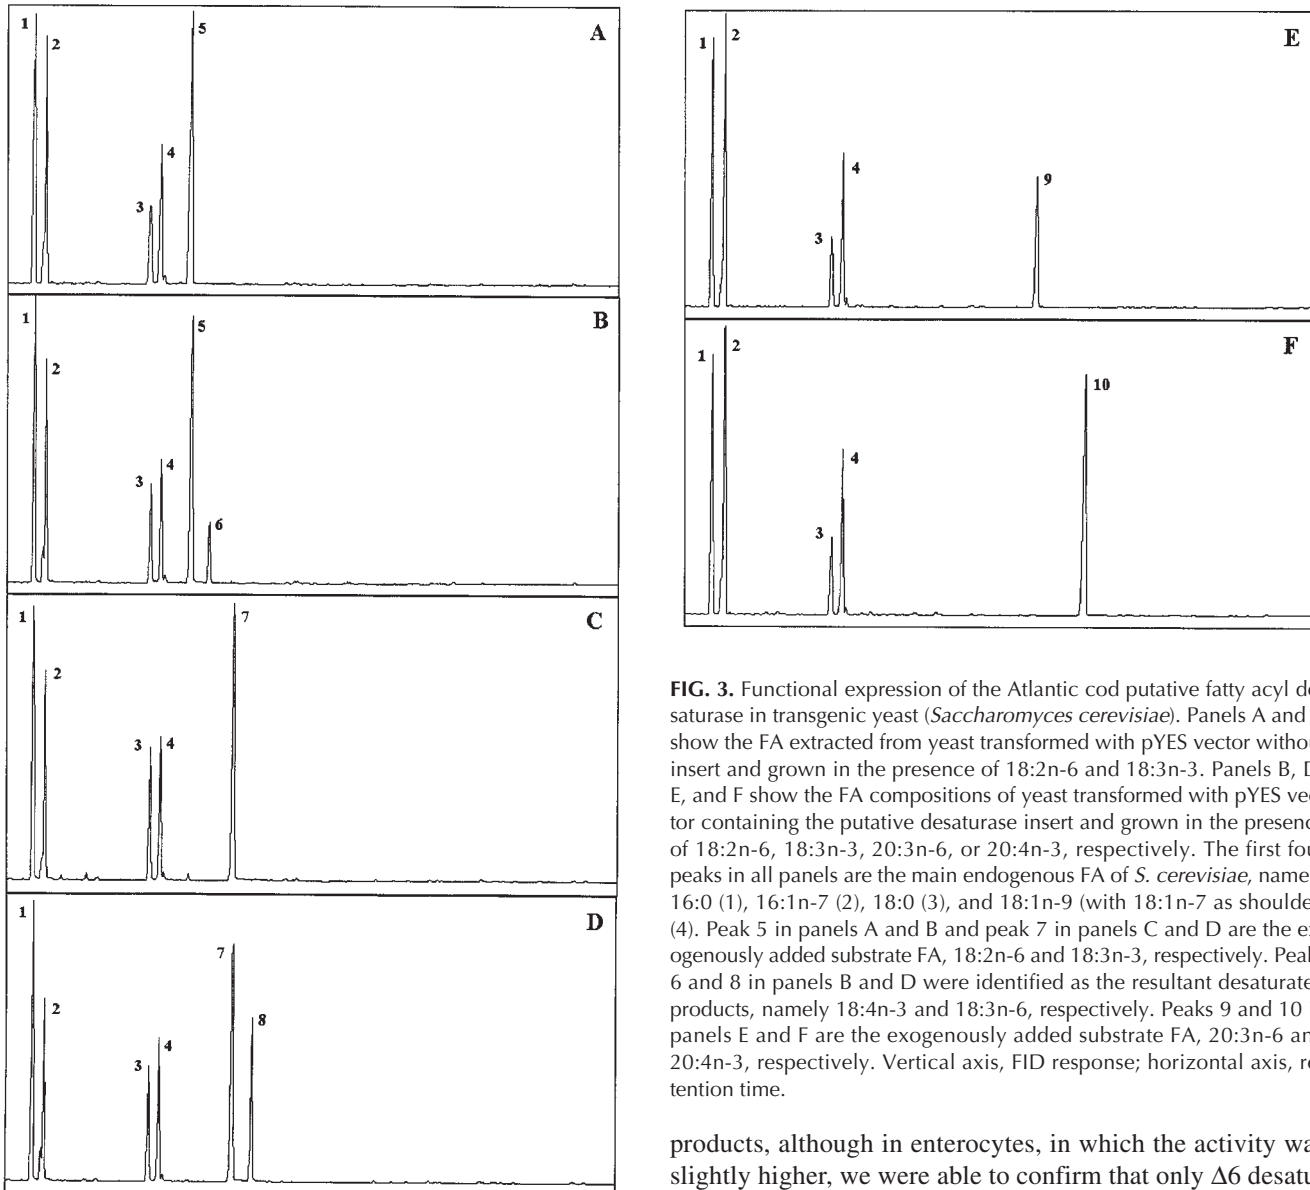 1
2
5
A
4
3
1
B
5
2
4
3
6
1
7
C
2
3
4
1
D
7
2
8
4
3
1
2
E
4
9
3
1
2
F
10
4
3
FIG. 3. Functional expression of the Atlantic cod putative fatty acyl de
saturase in transgenic yeast (Saccharomyces cerevisiae). Panels A and
show the FA extracted from yeast transformed with pYES vector withou
insert and grown in the presence of 18:2n-6 and 18:3n-3. Panels B, D
E, and F show the FA compositions of yeast transformed with pYES vec
tor containing the putative desaturase insert and grown in the presenc
of 18:2n-6, 18:3n-3, 20:3n-6, or 20:4n-3, respectively. The first fou
peaks in all panels are the main endogenous FA of S. cerevisiae, name
16:0 (1), 16:1n-7 (2), 18:0 (3), and 18:1n-9 (with 18:1n-7 as shoulde
(4). Peak 5 in panels A and B and peak 7 in panels C and D are the ex
ogenously added substrate FA, 18:2n-6 and 18:3n-3, respectively. Peak
6 and 8 in panels B and D were identified as the resultant desaturate
products, namely 18:4n-3 and 18:3n-6, respectively. Peaks 9 and 10
panels E and F are the exogenously added substrate FA, 20:3n-6 an
20:4n-3, respectively. Vertical axis, FID response; horizontal axis, re
tention time.
products, although in enterocytes, in which the activity wa
slightly higher, we were able to confirm that only Δ6 desatu